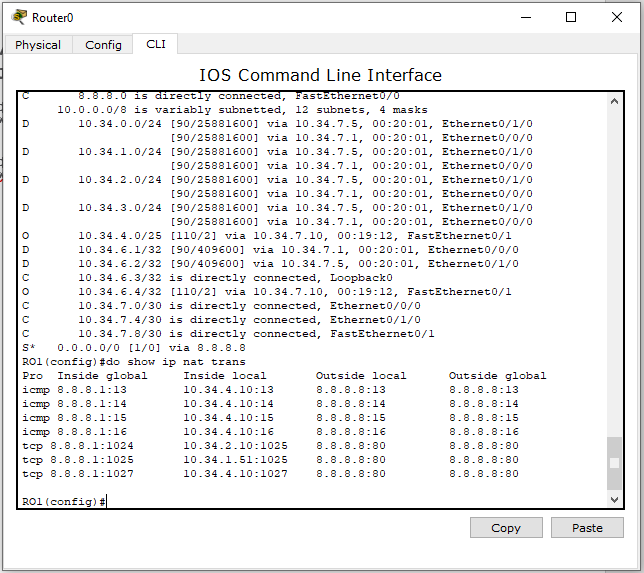 Router0
Physical Config CLI
IOS Command Line Interface
C 8.8.8.0 is directly connected, FastEthernet0/0
10.0.0.0/8 is variably subnetted, 12 subnets, 4 masks
D 10.34.0.0/24 [90/25881600] via 10.34.7.5, 00:20:01, Ethernet0/1/0
[90/25881600] via 10.34.7.1, 00:20:01, Ethernet0/0/0
D 10.34.1.0/24 [90/25881600] via 10.34.7.5, 00:20:01, Ethernet0/1/0
[90/25881600] via 10.34.7.1, 00:20:01, Ethernet0/0/0
D 10.34.2.0/24 [90/25881600] via 10.34.7.5, 00:20:01, Ethernet0/1/0
[90/25881600] via 10.34.7.1, 00:20:01, Ethernet0/0/0
D 10.34.3.0/24 [90/25881600] via 10.34.7.5, 00:20:01, Ethernet0/1/0
[90/25881600] via 10.34.7.1, 00:20:01, Ethernet0/0/0
O 10.34.4.0/25 [110/2] via 10.34.7.10, 00:19:12, FastEthernet0/1
D 10.34.6.1/32 [90/409600] via 10.34.7.1, 00:20:01, Ethernet0/0/0
D 10.34.6.2/32 [90/409600] via 10.34.7.5, 00:20:01, Ethernet0/1/0
C 10.34.6.3/32 is directly connected, Loopback0
O 10.34.6.4/32 [110/2] via 10.34.7.10, 00:19:12, FastEthernet0/1
C 10.34.7.0/30 is directly connected, Ethernet0/0/0
C 10.34.7.4/30 is directly connected, Ethernet0/1/0
C 10.34.7.8/30 is directly connected, FastEthernet0/1
S* 0.0.0.0/0 [1/0] via 8.8.8.8
RO1(config)#do show ip nat trans
Pro Inside global Inside local Outside local Outside global
icmp 8.8.8.1:13 10.34.4.10:13 8.8.8.8:13 8.8.8.8:13
icmp 8.8.8.1:14 10.34.4.10:14 8.8.8.8:14 8.8.8.8:14
icmp 8.8.8.1:15 10.34.4.10:15 8.8.8.8:15 8.8.8.8:15
icmp 8.8.8.1:16 10.34.4.10:16 8.8.8.8:16 8.8.8.8:16
tcp 8.8.8.1:1024 10.34.2.10:1025 8.8.8.8:80 8.8.8.8:80
tcp 8.8.8.1:1025 10.34.1.51:1025 8.8.8.8:80 8.8.8.8:80
tcp 8.8.8.1:1027 10.34.4.10:1027 8.8.8.8:80 8.8.8.8:80
RO1(config)#
Copy Paste